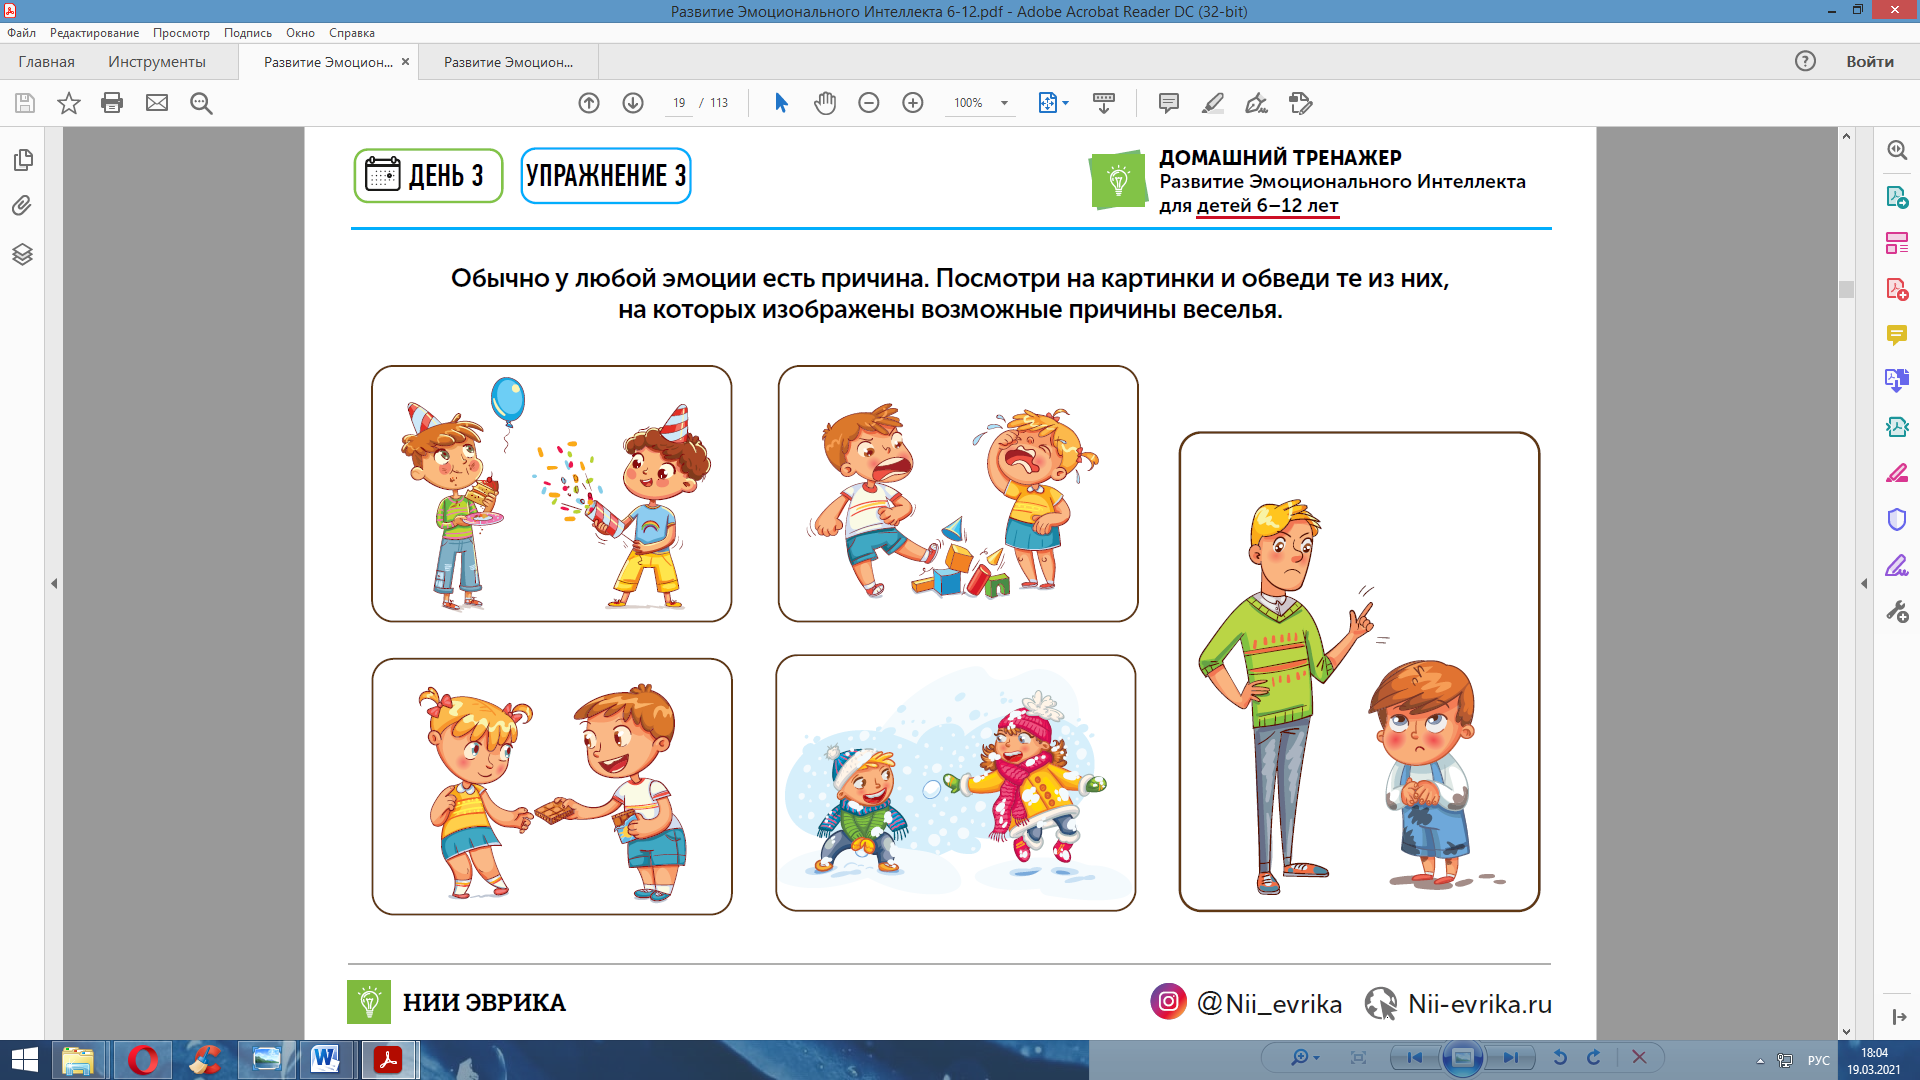 Развитие Эмоционального Интеллекта 6-12.pdf - Adobe Acrobat Reader DC (32-bit)
Файл Редактирование Просмотр Подпись Окно Справка
Главная Инструменты Развитие Эмоцион... Развитие Эмоцион... Войти
19 / 113 100%
ДЕНЬ 3 УПРАЖНЕНИЕ 3
ДОМАШНИЙ ТРЕНАЖЕР
Развитие Эмоционального Интеллекта
для детей 6–12 лет
Обычно у любой эмоции есть причина. Посмотри на картинки и обведи те из них,
на которых изображены возможные причины веселья.
НИИ ЭВРИКА
@Nii_evrika Nii-evrika.ru
РУС
18:04
19.03.2021